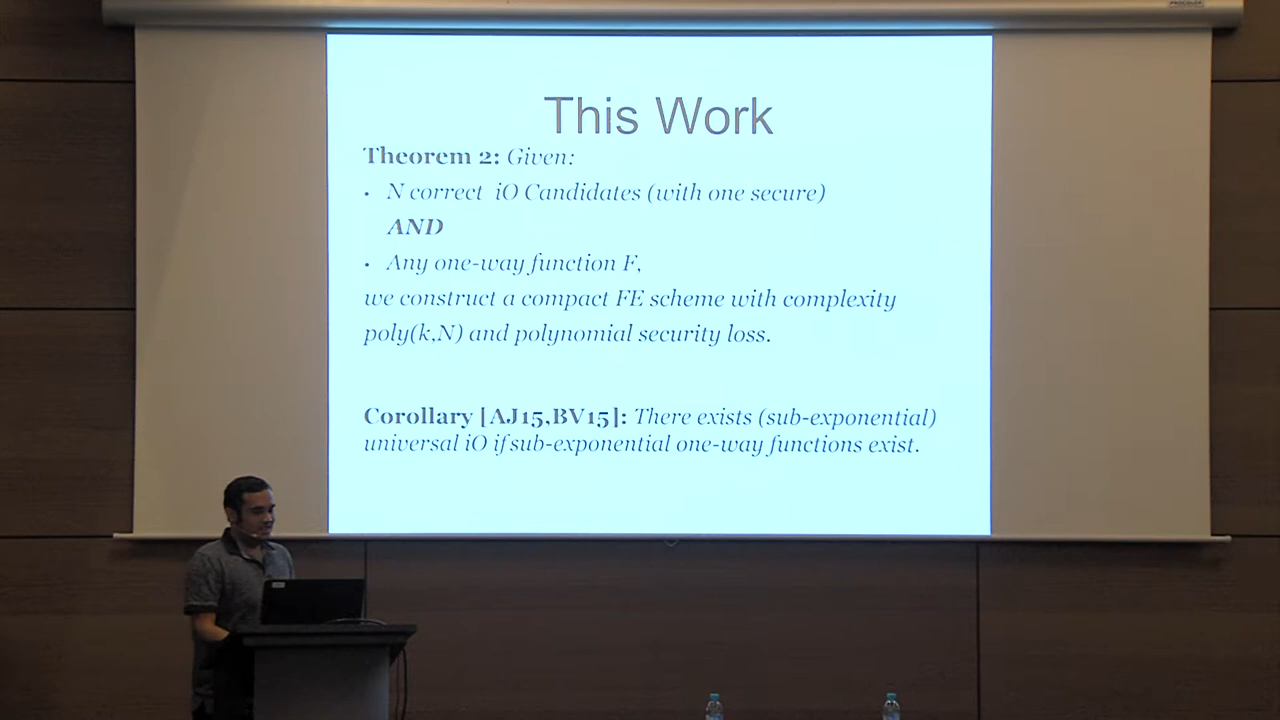 This Work
Theorem 2: Given:
• N correct iO Candidates (with one secure)
AND
• Any one-way function F,
we construct a compact FE scheme with complexity
poly(k,N) and polynomial security loss.
Corollary [AJ15,BV15]: There exists (sub-exponential)
universal iO if sub-exponential one-way functions exist.